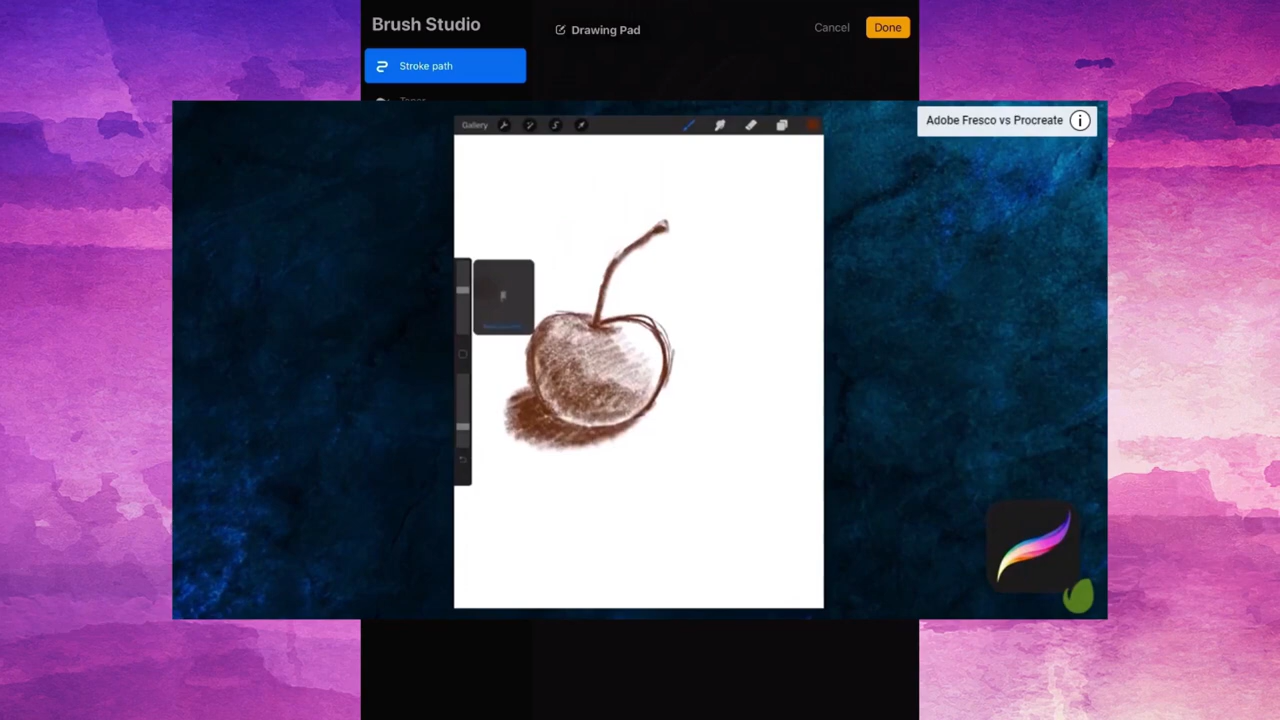 Brush Studio
Drawing Pad
Cancel
Done
Stroke path
Adobe Fresco vs Procreate
Gallery